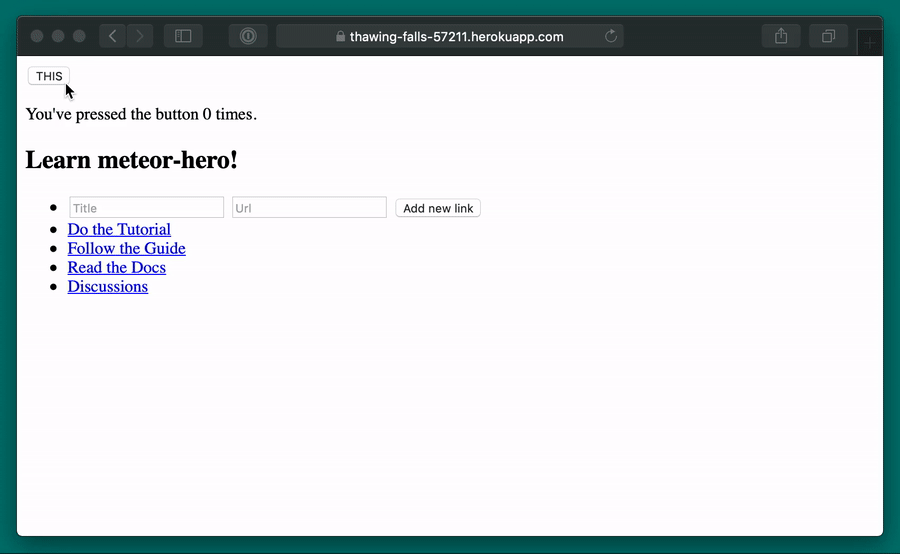 thawing-falls-57211.herokuapp.com
THIS
You've pressed the button 0 times.
Learn meteor-hero!
Title Url Add new link
Do the Tutorial
Follow the Guide
Read the Docs
Discussions